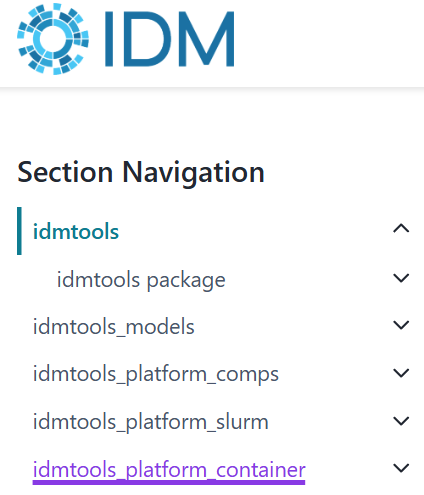 IDM
Section Navigation
idmtools
idmtools package
idmtools_models
idmtools_platform_comps
idmtools_platform_slurm
idmtools_platform_container